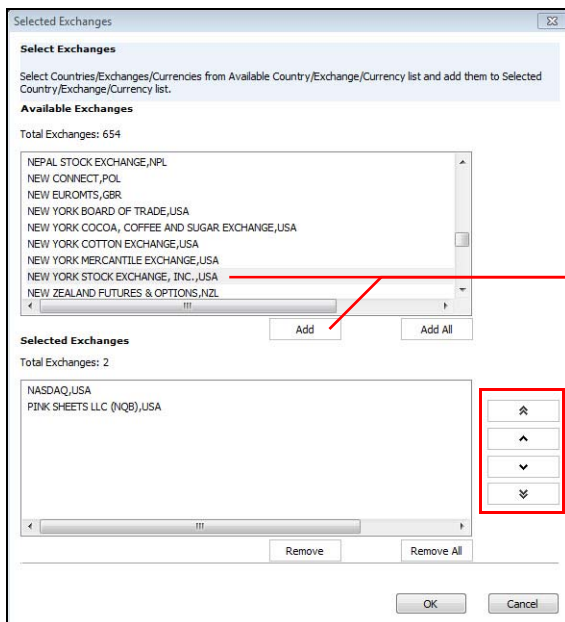 Selected Exchanges
Select Exchanges
Select Countries/Exchanges/Currencies from Available Country/Exchange/Currency list and add them to Selected
Country/Exchange/Currency list.
Available Exchanges
Total Exchanges: 654
NEPAL STOCK EXCHANGE,NPL
NEW CONNECT,POL
NEW EUROMTS,GBR
NEW YORK BOARD OF TRADE,USA
NEW YORK COCOA, COFFEE AND SUGAR EXCHANGE,USA
NEW YORK COTTON EXCHANGE,USA
NEW YORK MERCANTILE EXCHANGE,USA
NEW YORK STOCK EXCHANGE, INC.,USA
NEW ZEALAND FUTURES & OPTIONS,NZL
Add Add All
Selected Exchanges
Total Exchanges: 2
NASDAQ,USA
PINK SHEETS LLC (NQB),USA
Remove Remove All
OK Cancel